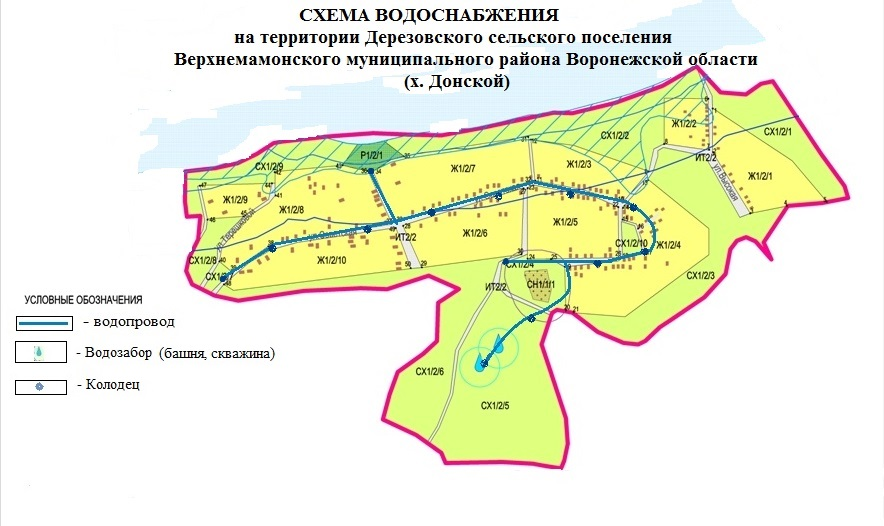 СХЕМА ВОДОСНАБЖЕНИЯ
на территории Дерезовского сельского поселения
Верхнемамонского муниципального района Воронежской области
(х. Донской)
СХ1/2/2
Ж1/2/2
СХ1/2/1
Р1/2/1
СХ1/2/9
Ж1/2/7
Ж1/2/3
ИТ2/2
ул. Высокая
Ж1/2/1
Ж1/2/9
Ж1/2/8
ул. Терешковой
Ж1/2/6
Ж1/2/5
ИТ2/2
СХ1/2/10
Ж1/2/4
СХ1/2/8
Ж1/2/10
СХ1/2/4
СХ1/2/3
СН1/1/1
ИТ2/2
УСЛОВНЫЕ ОБОЗНАЧЕНИЯ
- водопровод
- Водозабор (башня, скважина)
- Колодец
СХ1/2/6
СХ1/2/5